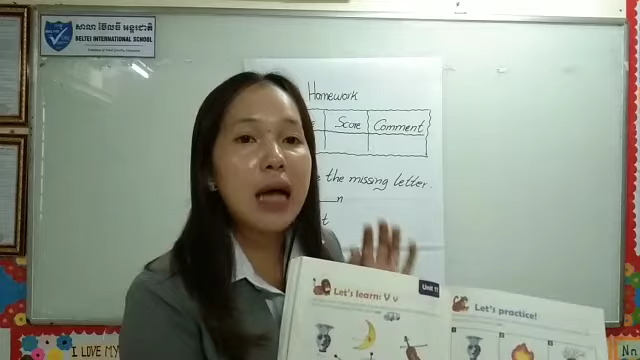 សាលា ប៊ែលធី អន្តរជាតិ
BELTEI INTERNATIONAL SCHOOL
Homework
Score
Comment
the missing letter.
n
t
Let's learn: V v
Unit 11
Let's practice!
I LOVE MY